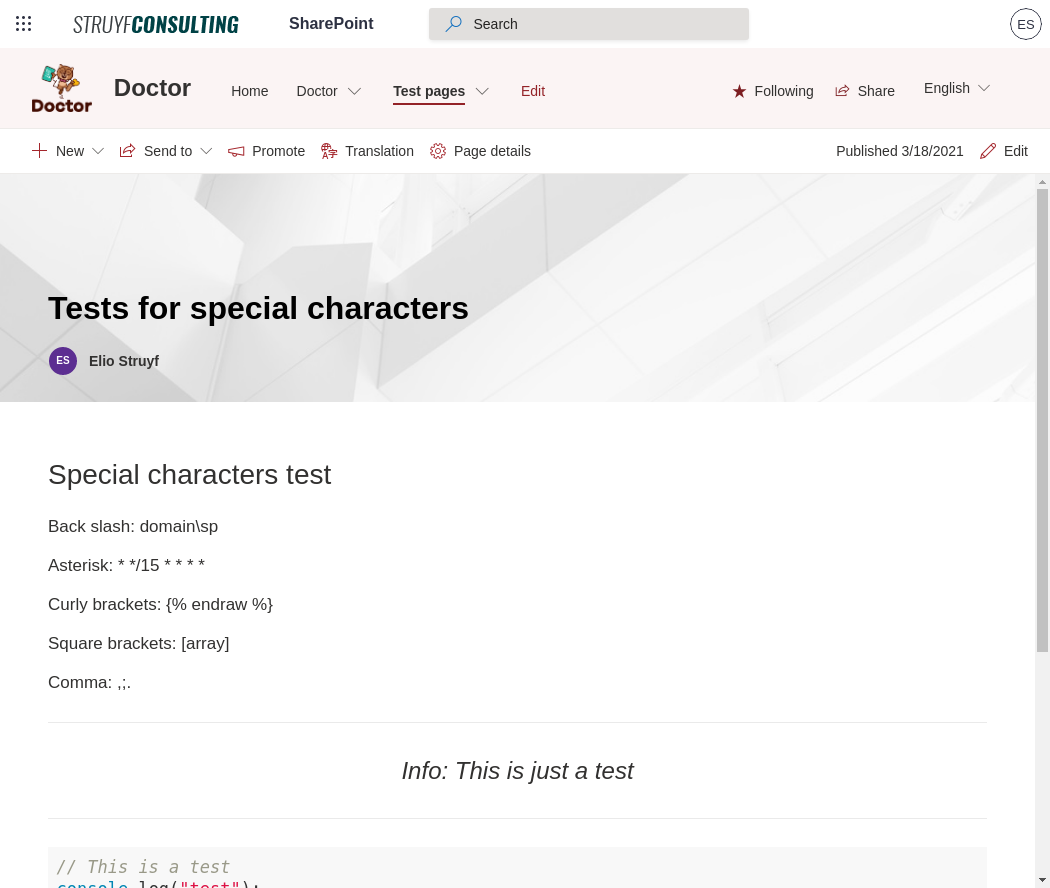 STRUYFCONSULTING SharePoint Search ES
Doctor Doctor Home Doctor Test pages Edit Following Share English
New Send to Promote Translation Page details Published 3/18/2021 Edit
Tests for special characters
ES Elio Struyf
Special characters test
Back slash: domain\sp
Asterisk: * */15 * * * *
Curly brackets: {% endraw %}
Square brackets: [array]
Comma: ,;.
Info: This is just a test
// This is a test
console.log("test");